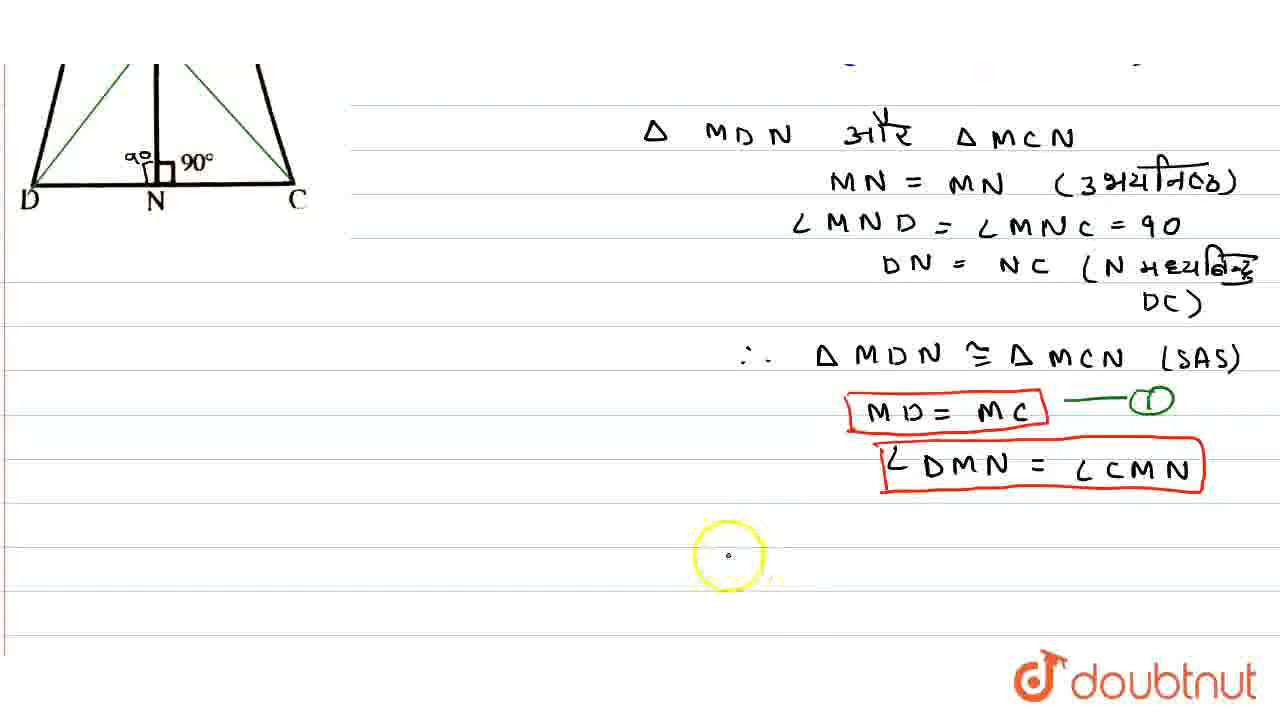 90 90°
D N C
Δ MDN और Δ MCN
MN = MN (उभयनिष्ठ)
∠MND = ∠MNC = 90
DN = NC (N मध्यबिन्दु
DC)
∴ Δ MDN ≅ Δ MCN (SAS)
MD = MC —— ①
∠DMN = ∠CMN
doubtnut